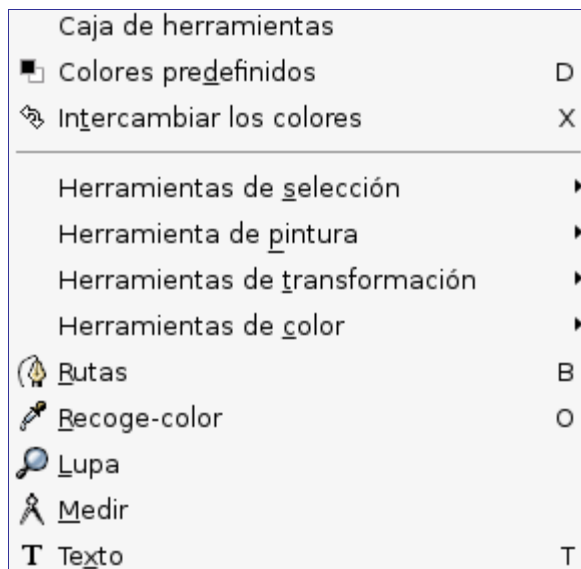 Caja de herramientas
Colores predefinidos D
Intercambiar los colores X
Herramientas de selección
Herramienta de pintura
Herramientas de transformación
Herramientas de color
Rutas B
Recoge-color O
Lupa
Medir
T Texto T